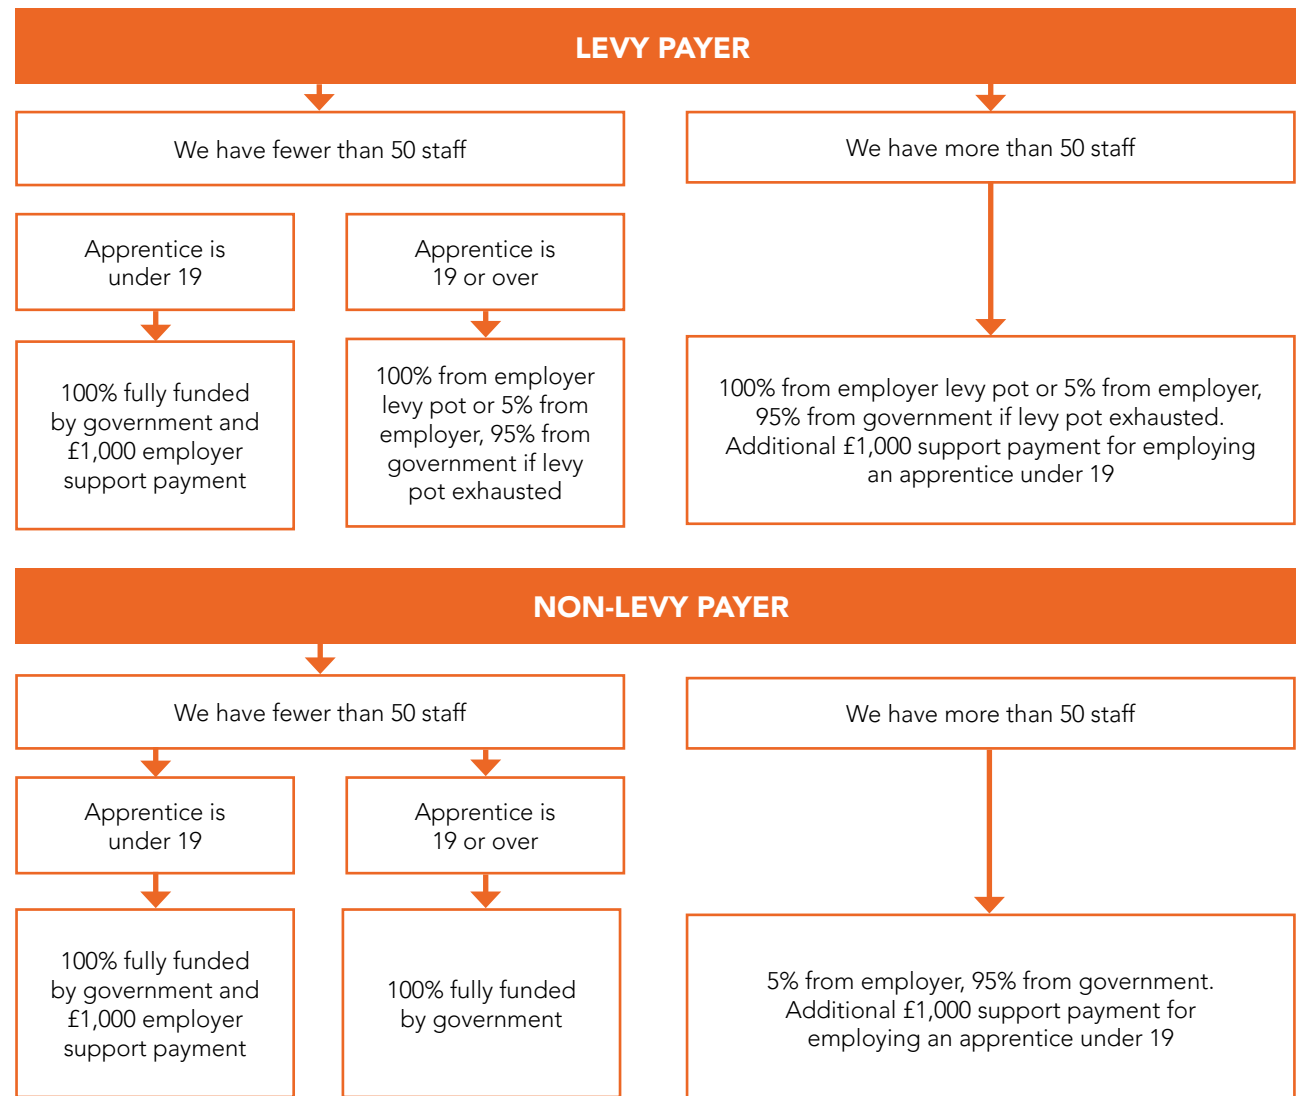 LEVY PAYER
We have fewer than 50 staff
We have more than 50 staff
Apprentice is
under 19
Apprentice is
19 or over
100% fully funded
by government and
£1,000 employer
support payment
100% from employer
levy pot or 5% from
employer, 95% from
government if levy
pot exhausted
100% from employer levy pot or 5% from employer,
95% from government if levy pot exhausted.
Additional £1,000 support payment for employing
an apprentice under 19
NON-LEVY PAYER
We have fewer than 50 staff
We have more than 50 staff
Apprentice is
under 19
Apprentice is
19 or over
100% fully funded
by government and
£1,000 employer
support payment
100% fully funded
by government
5% from employer, 95% from government.
Additional £1,000 support payment for
employing an apprentice under 19